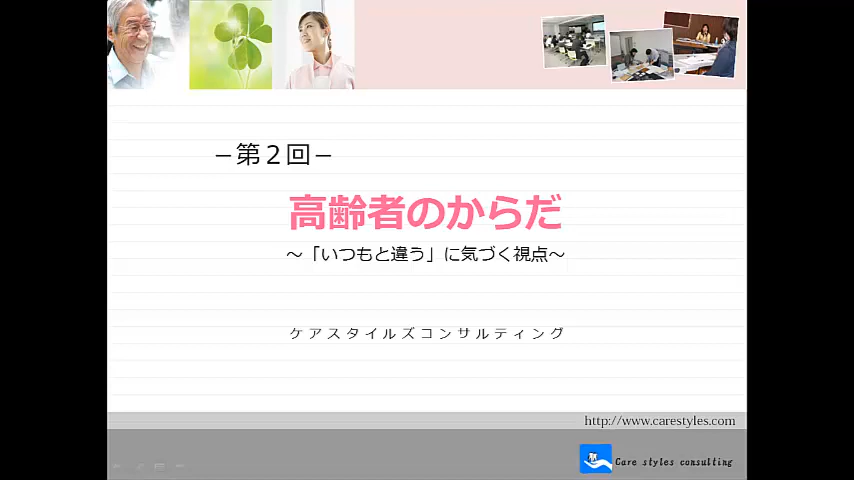 －第２回－
高齢者のからだ
～「いつもと違う」に気づく視点～
ケアスタイルズコンサルティング
http://www.carestyles.com
Care styles consulting